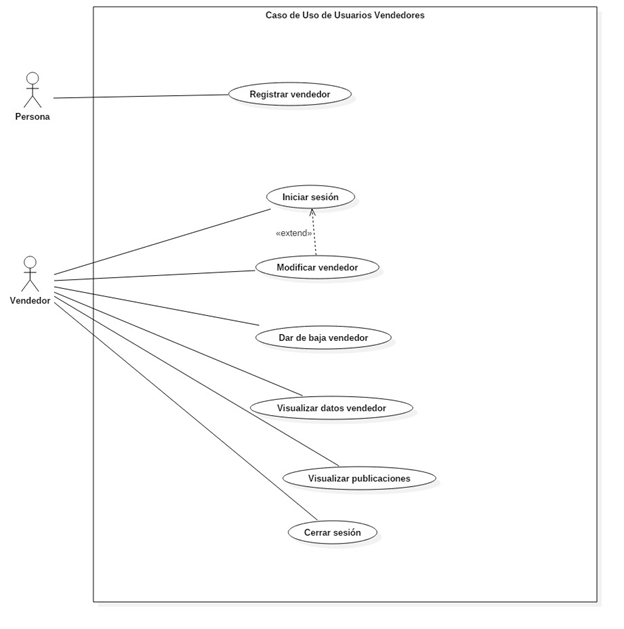 Caso de Uso de Usuarios Vendedores
Registrar vendedor
Persona
Iniciar sesión
«extend»
Modificar vendedor
Vendedor
Dar de baja vendedor
Visualizar datos vendedor
Visualizar publicaciones
Cerrar sesión